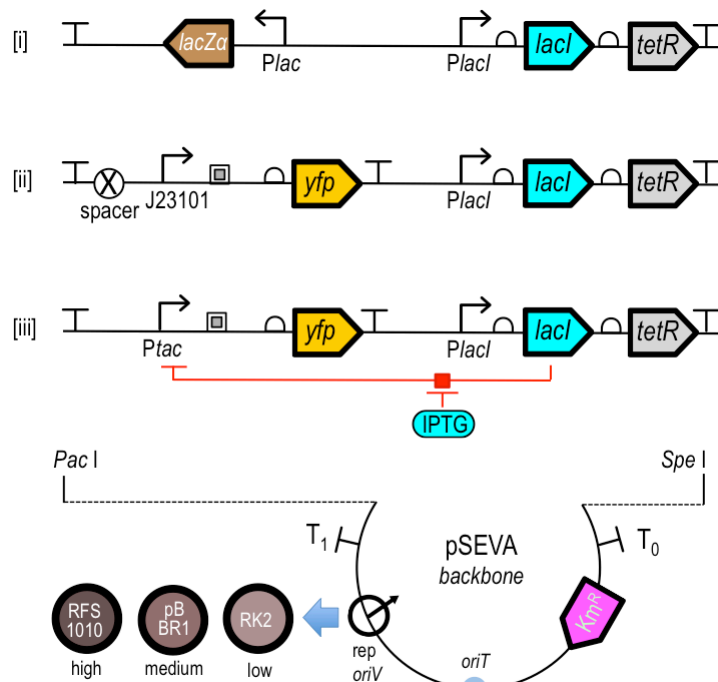 [i]
lacZα
Plac
PlacI
lacI
tetR
[ii]
X
spacer
J23101
yfp
PlacI
lacI
tetR
[iii]
Ptac
yfp
PlacI
lacI
tetR
IPTG
Pac I
Spe I
T1
T0
pSEVA
backbone
KmR
RFS
1010
pB
BR1
RK2
high
medium
low
rep
oriV
oriT